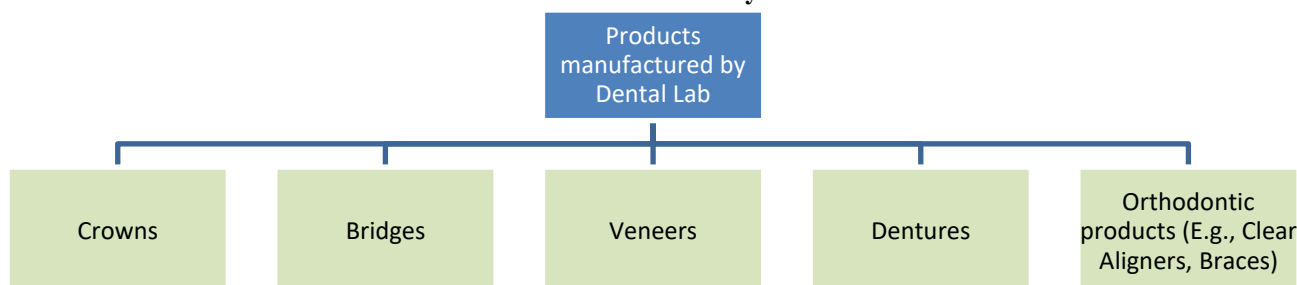 Products
manufactured by
Dental Lab
Crowns
Bridges
Veneers
Dentures
Orthodontic
products (E.g., Clear
Aligners, Braces)